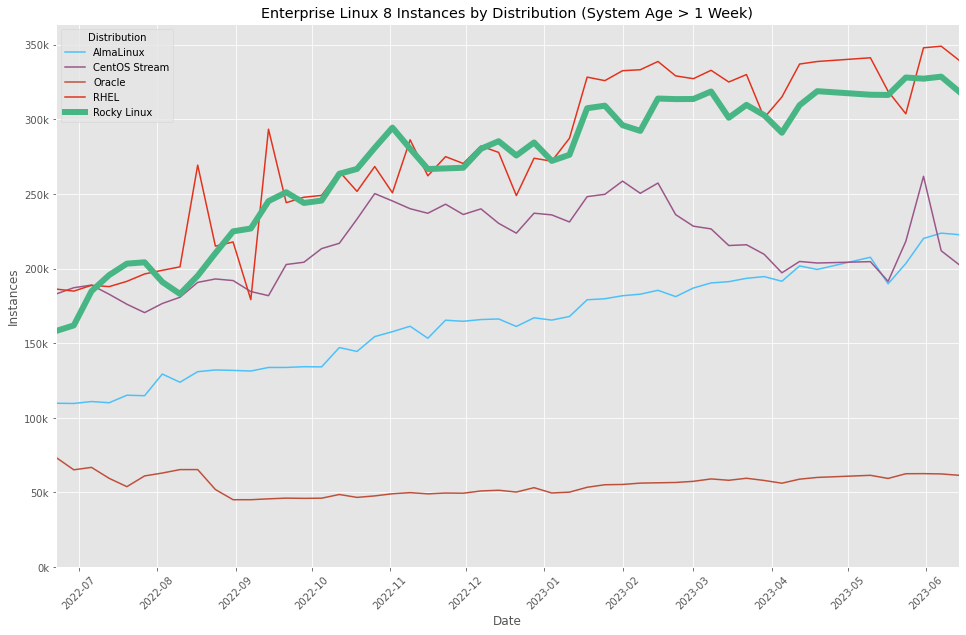 Enterprise Linux 8 Instances by Distribution (System Age > 1 Week)
Distribution
AlmaLinux
CentOS Stream
Oracle
RHEL
Rocky Linux
350k
300k
250k
200k
150k
100k
50k
0k
Instances
2022-07
2022-08
2022-09
2022-10
2022-11
2022-12
2023-01
2023-02
2023-03
2023-04
2023-05
2023-06
Date